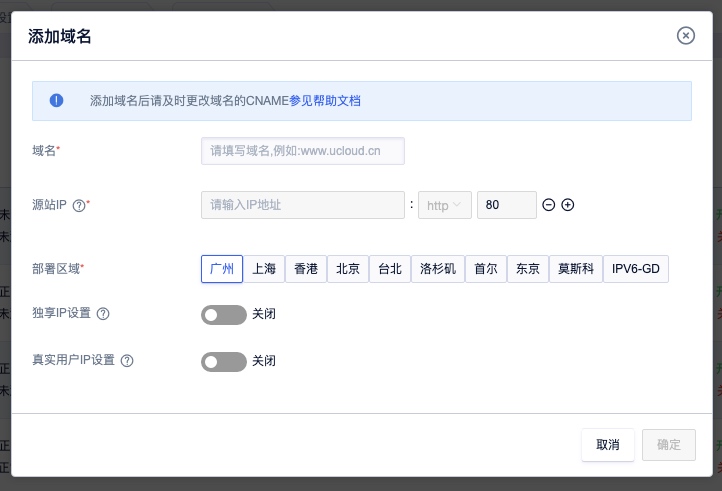 添加域名
添加域名后请及时更改域名的CNAME参见帮助文档
域名* 请填写域名,例如:www.ucloud.cn
源站IP * 请输入IP地址 : http 80
部署区域* 广州 上海 香港 北京 台北 洛杉矶 首尔 东京 莫斯科 IPV6-GD
独享IP设置 关闭
真实用户IP设置 关闭
取消 确定